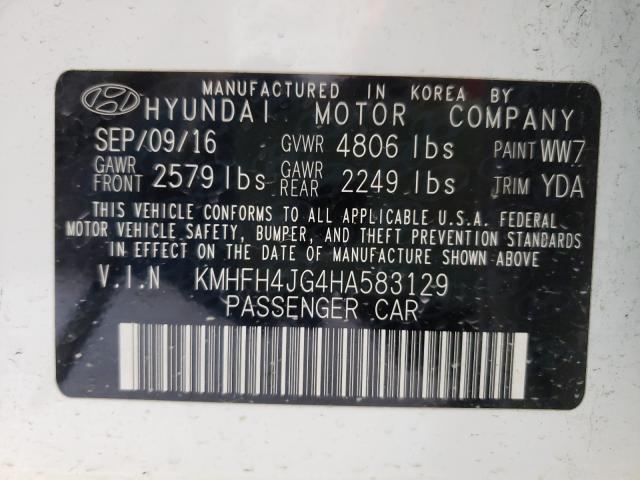 MANUFACTURED IN KOREA BY
HYUNDAI MOTOR COMPANY
SEP/09/16 GVWR 4806 lbs PAINT WW7
GAWR FRONT 2579 lbs GAWR REAR 2249 lbs TRIM YDA
THIS VEHICLE CONFORMS TO ALL APPLICABLE U.S.A. FEDERAL
MOTOR VEHICLE SAFETY, BUMPER, AND THEFT PREVENTION STANDARDS
IN EFFECT ON THE DATE OF MANUFACTURE SHOWN ABOVE
V.I.N KMHFH4JG4HA583129
PASSENGER CAR